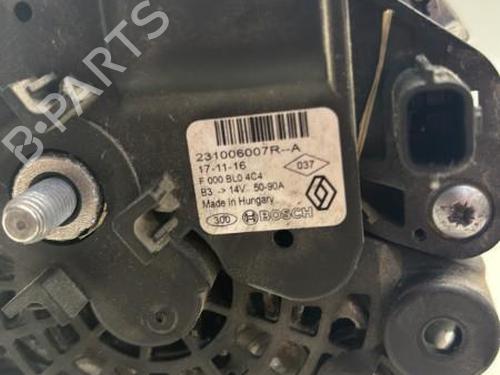 B-PARTS
231006007R--A
17-11-16
037
F 000 BL0 4C4
B3 -> 14V 50-90A
Made in Hungary
300 BOSCH